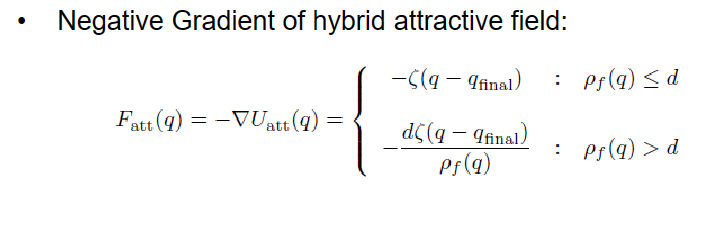 • Negative Gradient of hybrid attractive field:
F_att(q) = −∇U_att(q) = { −ζ(q − q_final) : ρ_f(q) ≤ d
−dζ(q − q_final)/ρ_f(q) : ρ_f(q) > d